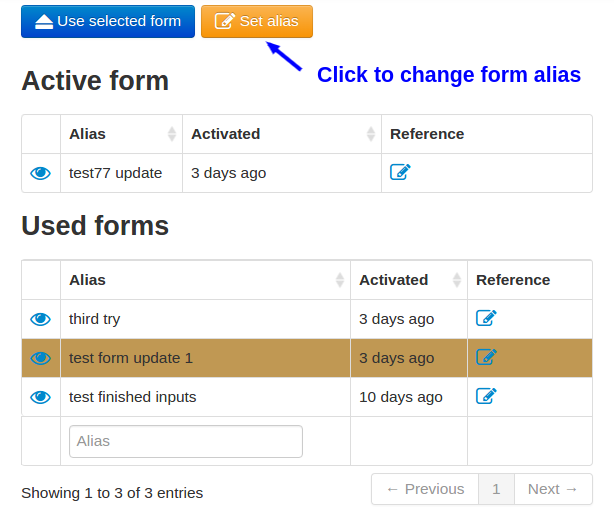 Use selected form Set alias
Click to change form alias
Active form
Alias Activated Reference
test77 update 3 days ago
Used forms
Alias Activated Reference
third try 3 days ago
test form update 1 3 days ago
test finished inputs 10 days ago
Alias
Showing 1 to 3 of 3 entries ← Previous 1 Next →